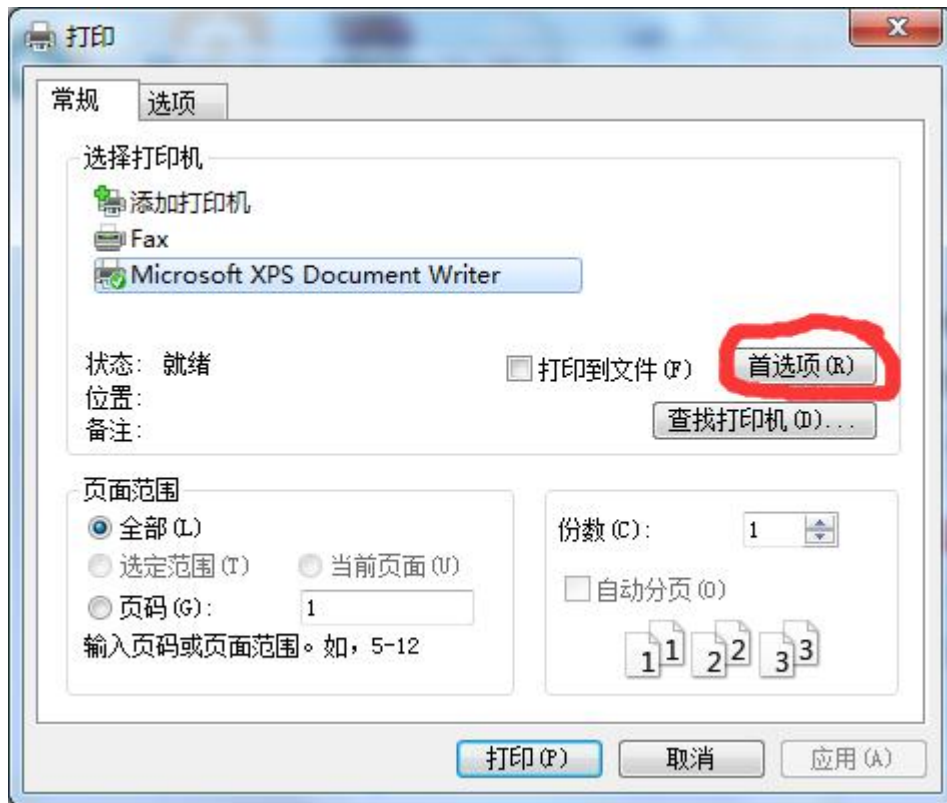 打印
常规 选项
选择打印机
添加打印机
Fax
Microsoft XPS Document Writer
状态: 就绪
打印到文件(F) 首选项(R)
位置:
查找打印机(D)...
备注:
页面范围
全部(L)
选定范围(T) 当前页面(U)
页码(G): 1
输入页码或页面范围。如, 5-12
份数(C): 1
自动分页(O)
1 1 2 2 3 3
打印(P) 取消 应用(A)